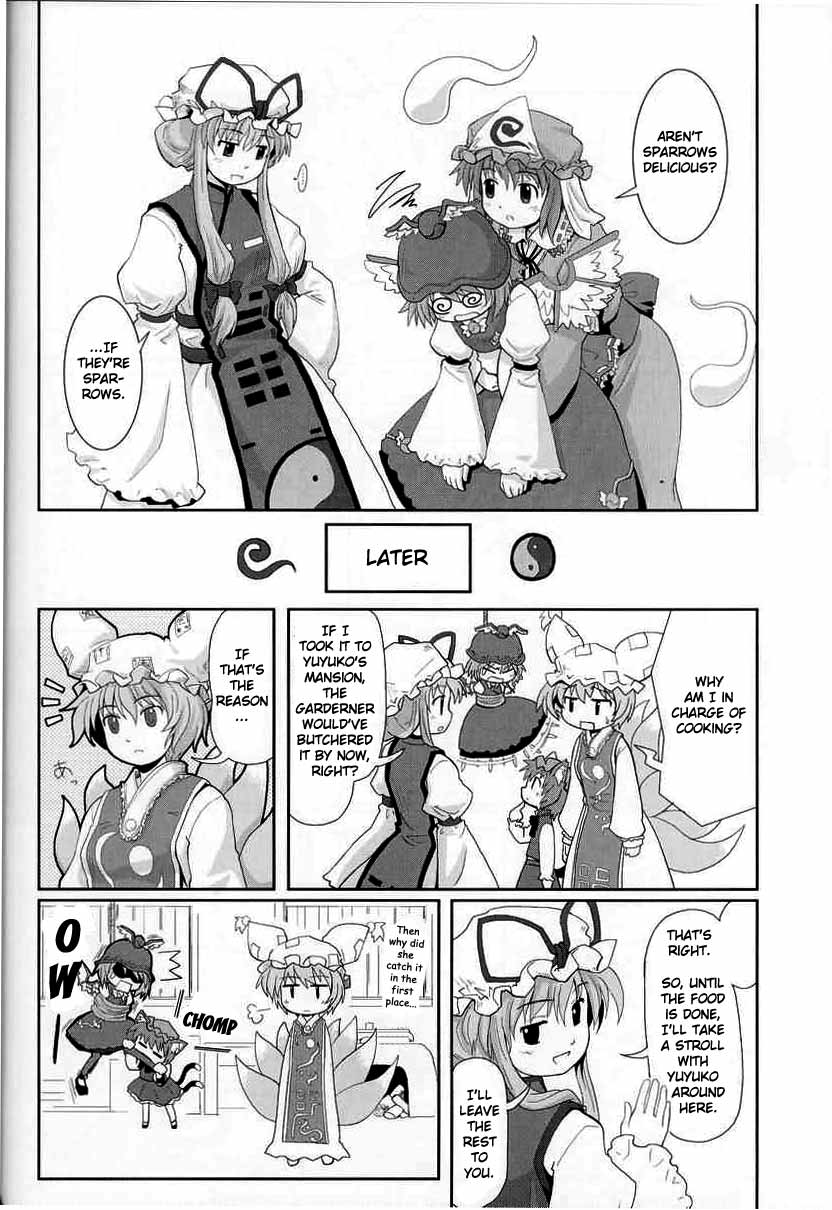 AREN'T
SPARROWS
DELICIOUS?
...IF
THEY'RE
SPAR-
ROWS.
LATER
WHY
AM I IN
CHARGE OF
COOKING?
IF I
TOOK IT TO
YUYUKO'S
MANSION,
THE
GARDERNER
WOULD'VE
BUTCHERED
IT BY NOW,
RIGHT?
IF
THAT'S
THE
REASON
...
あっ
THAT'S
RIGHT.
SO, UNTIL
THE FOOD
IS DONE,
I'LL TAKE
A STROLL
WITH
YUYUKO
AROUND
HERE.
I'LL
LEAVE
THE
REST
TO
YOU.
Then
why did
she
catch it
in the
first
place...
CHOMP
OW!